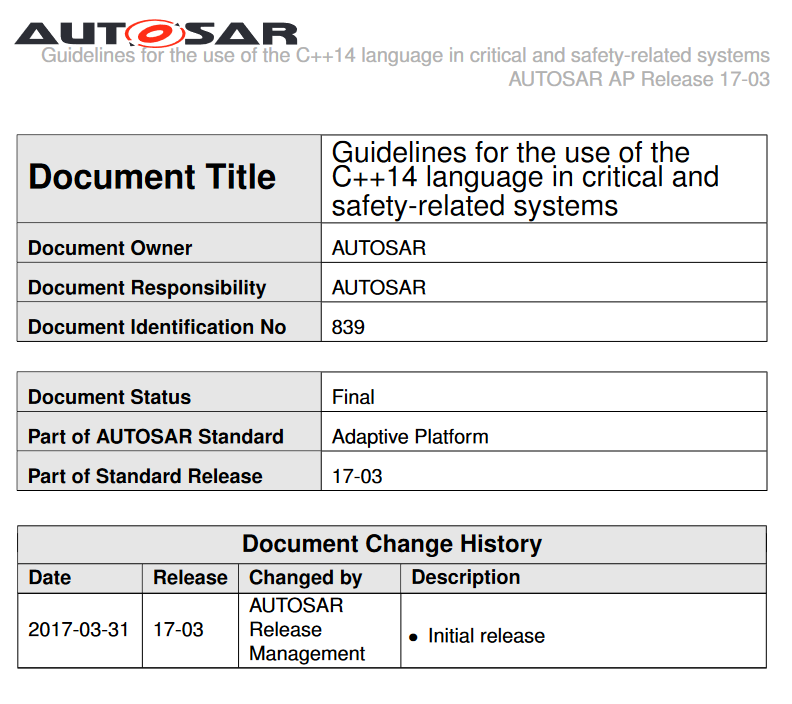 AUTOSAR
Guidelines for the use of the C++14 language in critical and safety-related systems
AUTOSAR AP Release 17-03
Document Title
Guidelines for the use of the
C++14 language in critical and
safety-related systems
Document Owner
AUTOSAR
Document Responsibility
AUTOSAR
Document Identification No
839
Document Status
Final
Part of AUTOSAR Standard
Adaptive Platform
Part of Standard Release
17-03
Document Change History
Date
Release
Changed by
Description
2017-03-31
17-03
AUTOSAR
Release
Management
• Initial release